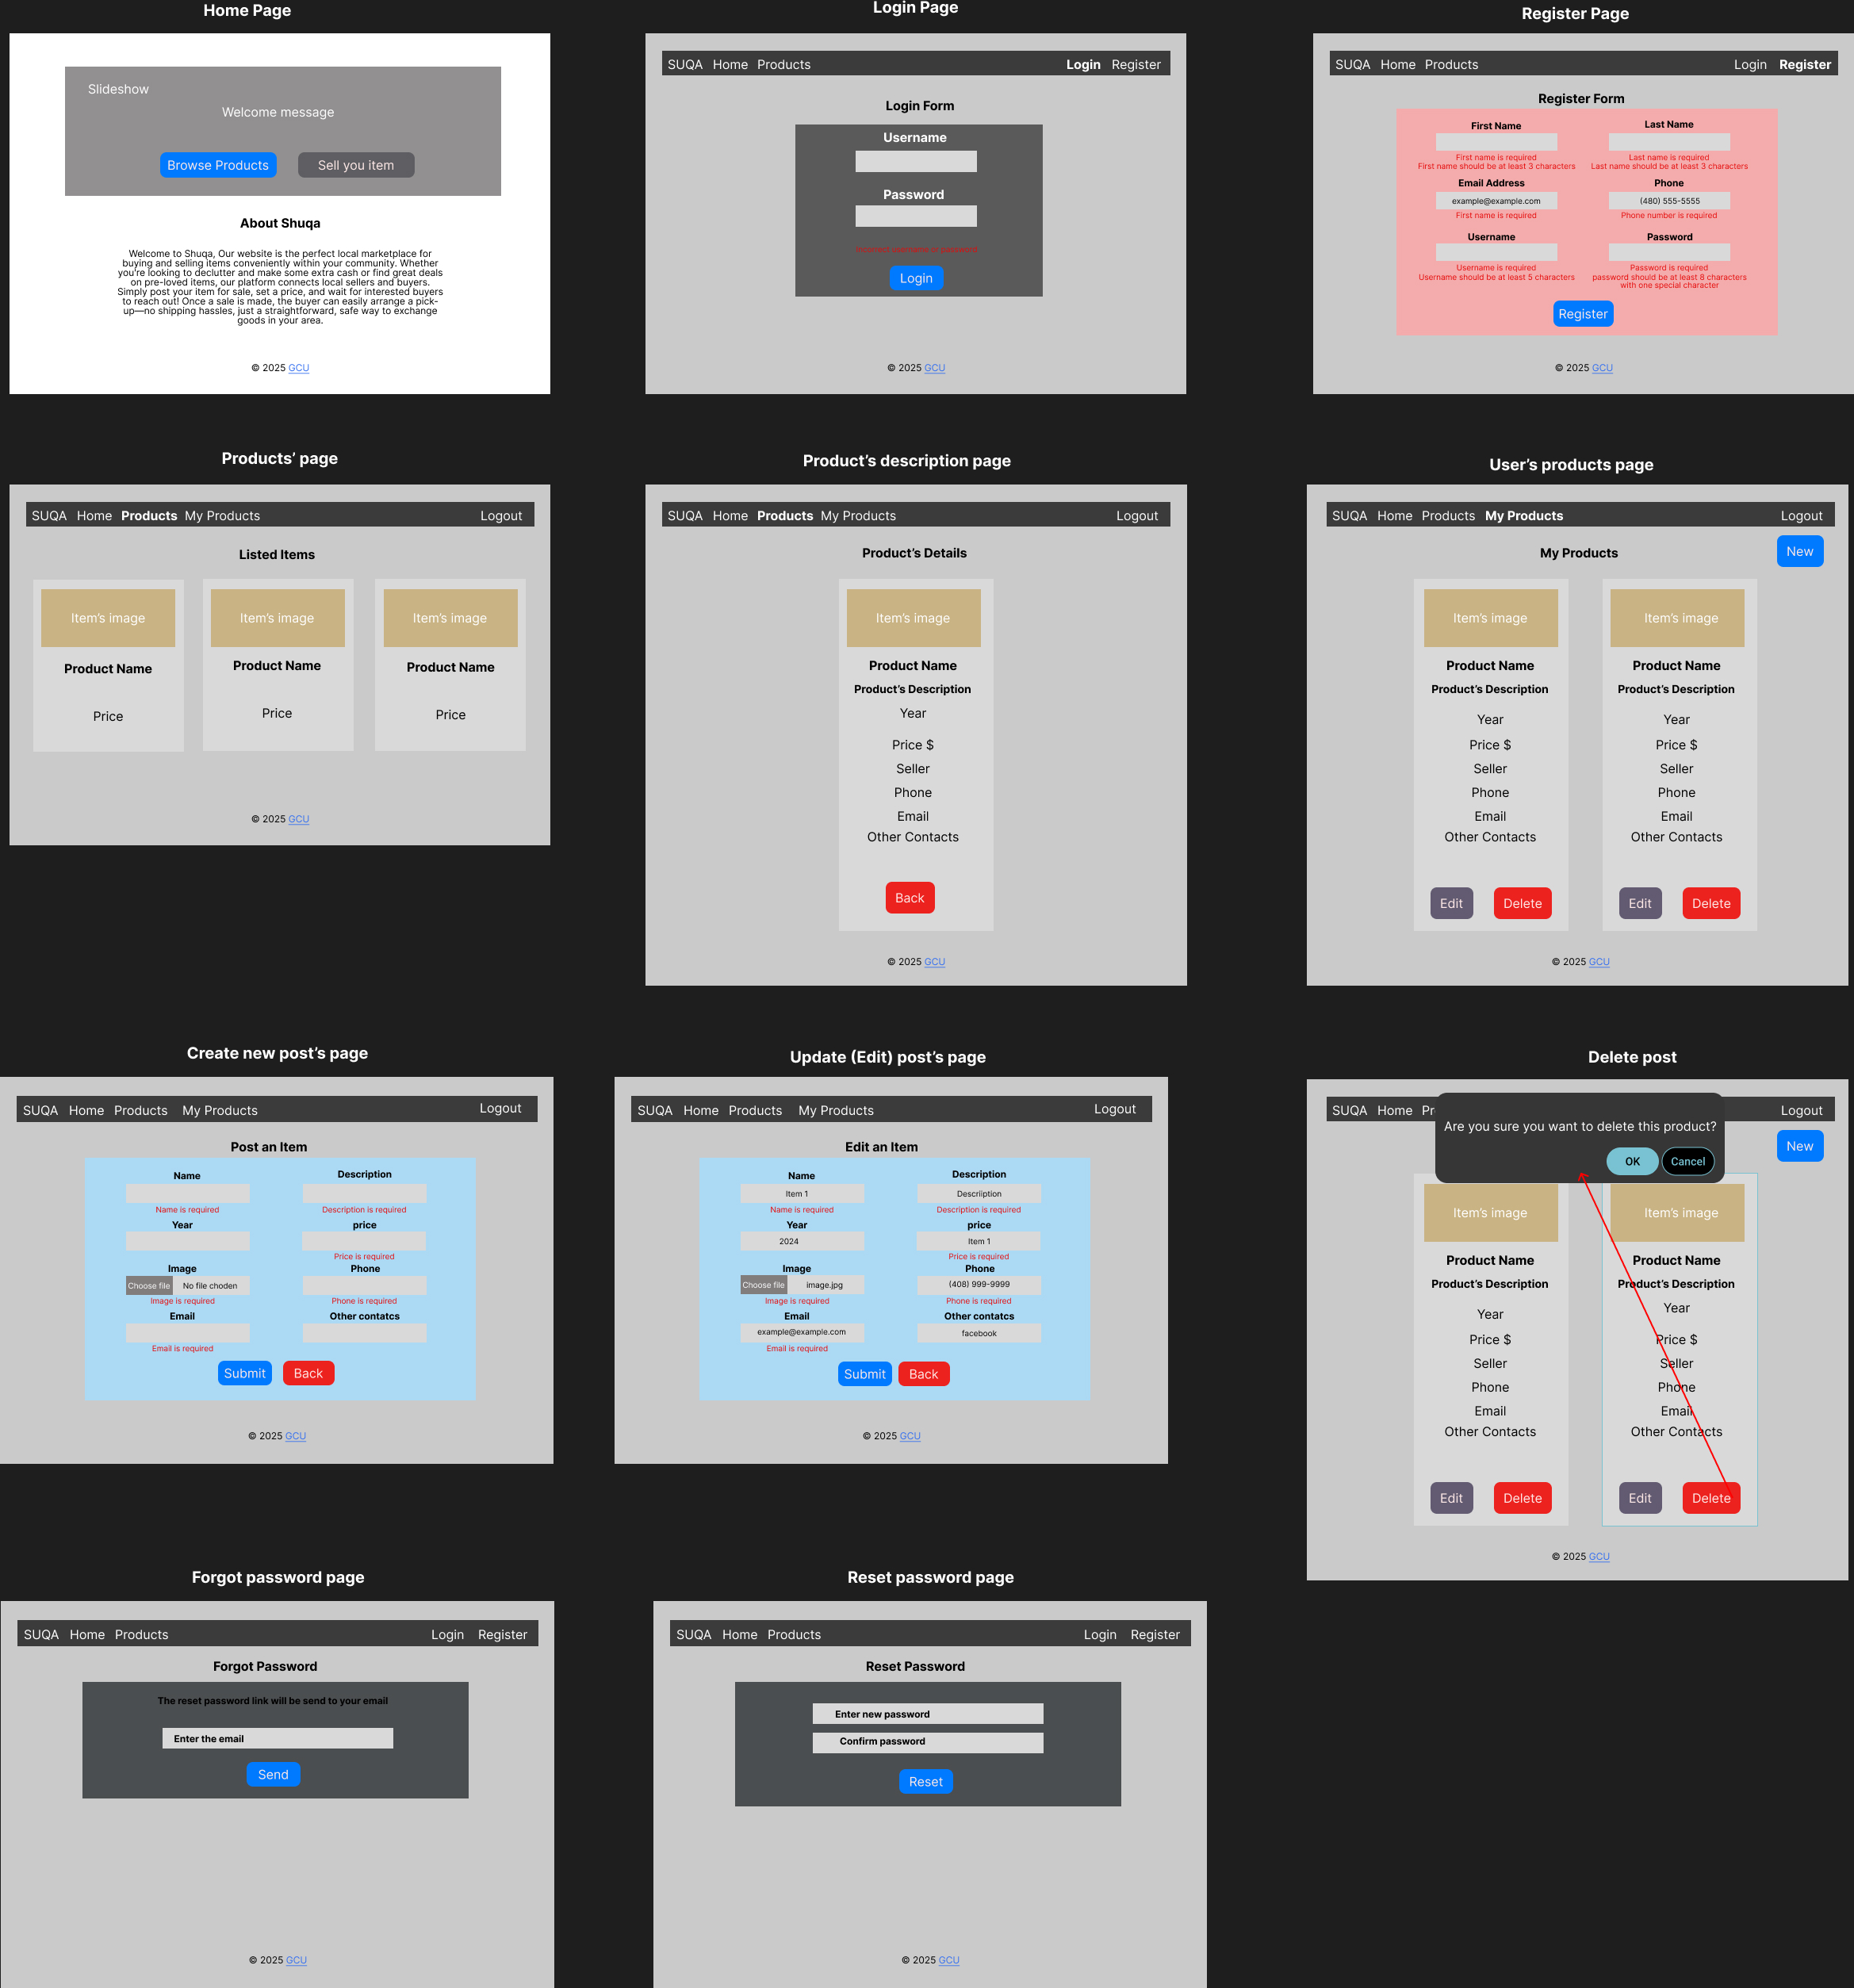 Home Page
Slideshow
Welcome message
Browse Products
Sell you item
About Shuqa
Welcome to Shuqa, Our website is the perfect local marketplace for
buying and selling items conveniently within your community. Whether
you're looking to declutter and make some extra cash or find great deals
on pre-loved items, our platform connects local sellers and buyers.
Simply post your item for sale, set a price, and wait for interested buyers
to reach out! Once a sale is made, the buyer can easily arrange a pick-
up—no shipping hassles, just a straightforward, safe way to exchange
goods in your area.
© 2025 GCU
Login Page
SUQA Home Products Login Register
Login Form
Username
Password
Incorrect username or password
Login
© 2025 GCU
Register Page
SUQA Home Products Login Register
Register Form
First Name Last Name
First name is required Last name is required
First name should be at least 3 characters Last name should be at least 3 characters
Email Address Phone
example@example.com (480) 555-5555
First name is required Phone number is required
Username Password
Username is required Password is required
Username should be at least 5 characters password should be at least 8 characters
with one special character
Register
© 2025 GCU
Products’ page
SUQA Home Products My Products Logout
Listed Items
Item’s image Item’s image Item’s image
Product Name Product Name Product Name
Price Price Price
© 2025 GCU
Product’s description page
SUQA Home Products My Products Logout
Product’s Details
Item’s image
Product Name
Product’s Description
Year
Price $
Seller
Phone
Email
Other Contacts
Back
© 2025 GCU
User’s products page
SUQA Home Products My Products Logout
My Products New
Item’s image Item’s image
Product Name Product Name
Product’s Description Product’s Description
Year Year
Price $ Price $
Seller Seller
Phone Phone
Email Email
Other Contacts Other Contacts
Edit Delete Edit Delete
© 2025 GCU
Create new post’s page
SUQA Home Products My Products Logout
Post an Item
Name Description
Name is required Description is required
Year price
Price is required
Image Phone
Choose file No file choden
Image is required Phone is required
Email Other contatcs
Email is required
Submit Back
© 2025 GCU
Update (Edit) post’s page
SUQA Home Products My Products Logout
Edit an Item
Name Description
Item 1 Descriiption
Name is required Description is required
Year price
2024 Item 1
Price is required
Image Phone
Choose file image.jpg (408) 999-9999
Image is required Phone is required
Email Other contatcs
example@example.com facebook
Email is required
Submit Back
© 2025 GCU
Delete post
SUQA Home Pr Logout
Are you sure you want to delete this product?
OK Cancel
New
Item’s image Item’s image
Product Name Product Name
Product’s Description Product’s Description
Year Year
Price $ Price $
Seller Seller
Phone Phone
Email Email
Other Contacts Other Contacts
Edit Delete Edit Delete
© 2025 GCU
Forgot password page
SUQA Home Products Login Register
Forgot Password
The reset password link will be send to your email
Enter the email
Send
© 2025 GCU
Reset password page
SUQA Home Products Login Register
Reset Password
Enter new password
Confirm password
Reset
© 2025 GCU